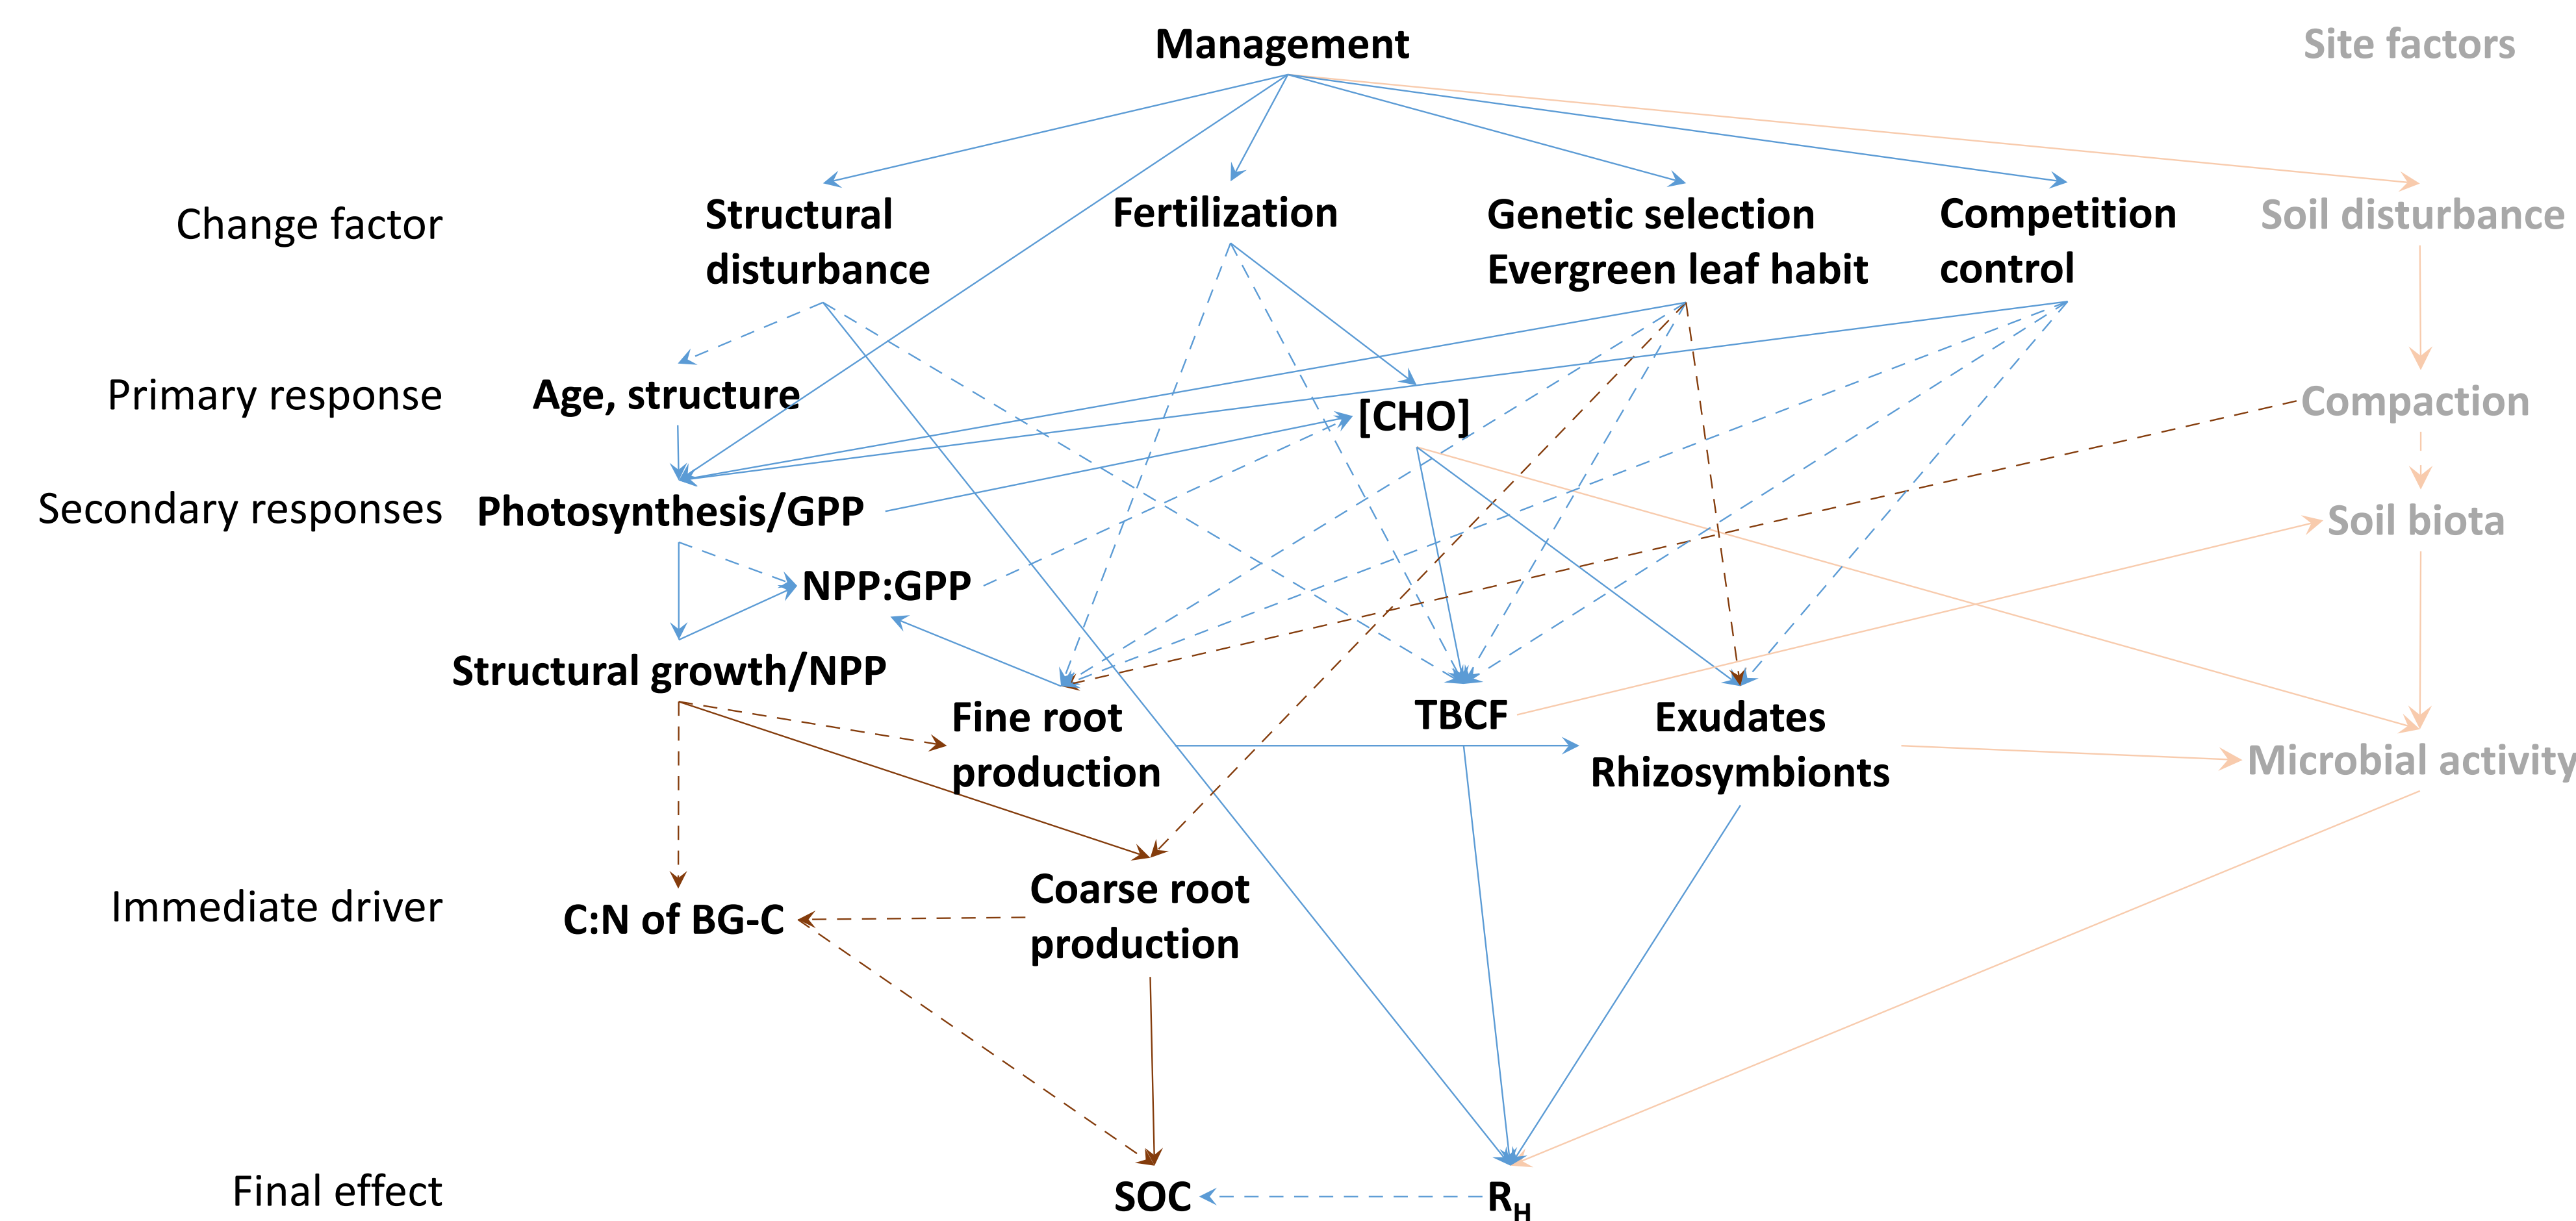 Management
Site factors
Change factor
Structural
disturbance
Fertilization
Genetic selection
Evergreen leaf habit
Competition
control
Soil disturbance
Primary response
Age, structure
[CHO]
Compaction
Secondary responses
Photosynthesis/GPP
Soil biota
NPP:GPP
Structural growth/NPP
Fine root
production
TBCF
Exudates
Rhizosymbionts
Microbial activity
Immediate driver
C:N of BG-C
Coarse root
production
Final effect
SOC
RH